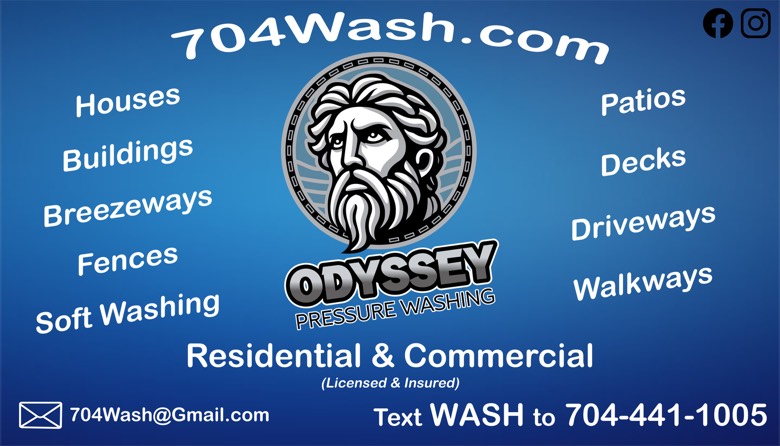 704Wash.com
Houses
Buildings
Breezeways
Fences
Soft Washing
Patios
Decks
Driveways
Walkways
ODYSSEY
PRESSURE WASHING
Residential & Commercial
(Licensed & Insured)
704Wash@Gmail.com
Text WASH to 704-441-1005